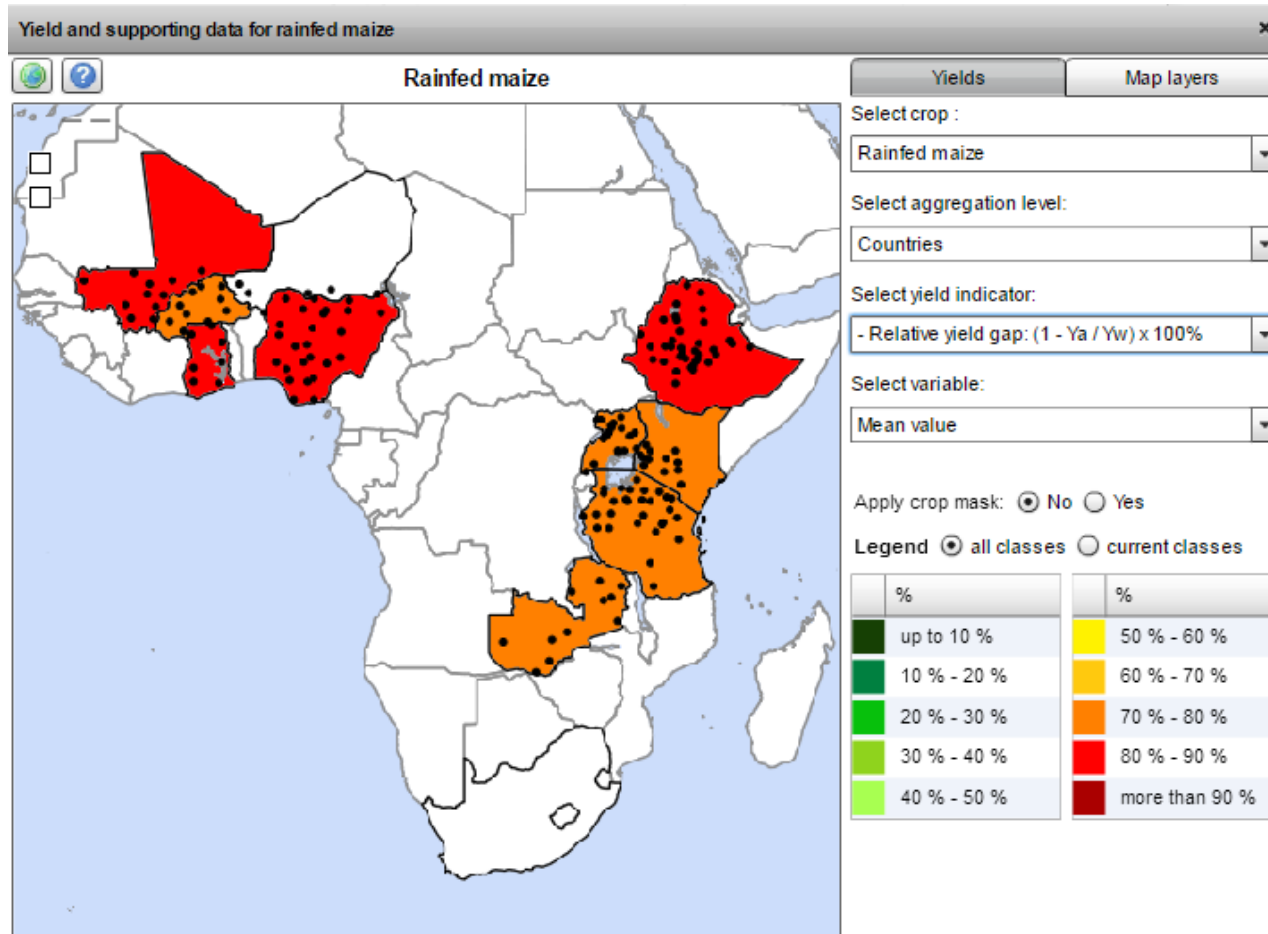 Yield and supporting data for rainfed maize
Rainfed maize
Yields
Map layers
Select crop :
Rainfed maize
Select aggregation level:
Countries
Select yield indicator:
- Relative yield gap: (1 - Ya / Yw) x 100%
Select variable:
Mean value
Apply crop mask: No Yes
Legend all classes current classes
% %
up to 10 % 50 % - 60 %
10 % - 20 % 60 % - 70 %
20 % - 30 % 70 % - 80 %
30 % - 40 % 80 % - 90 %
40 % - 50 % more than 90 %